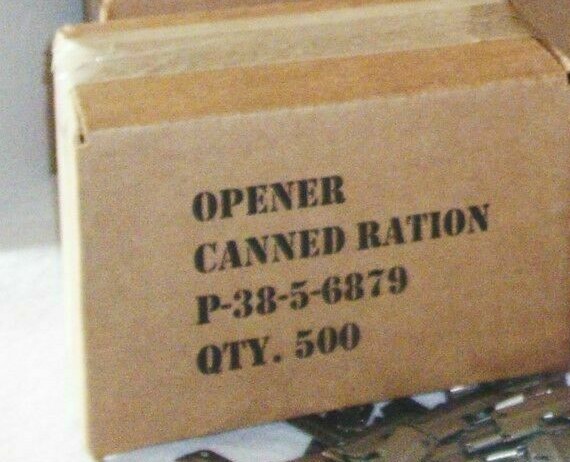 OPENER
CANNED RATION
P-38-5-6879
QTY. 500